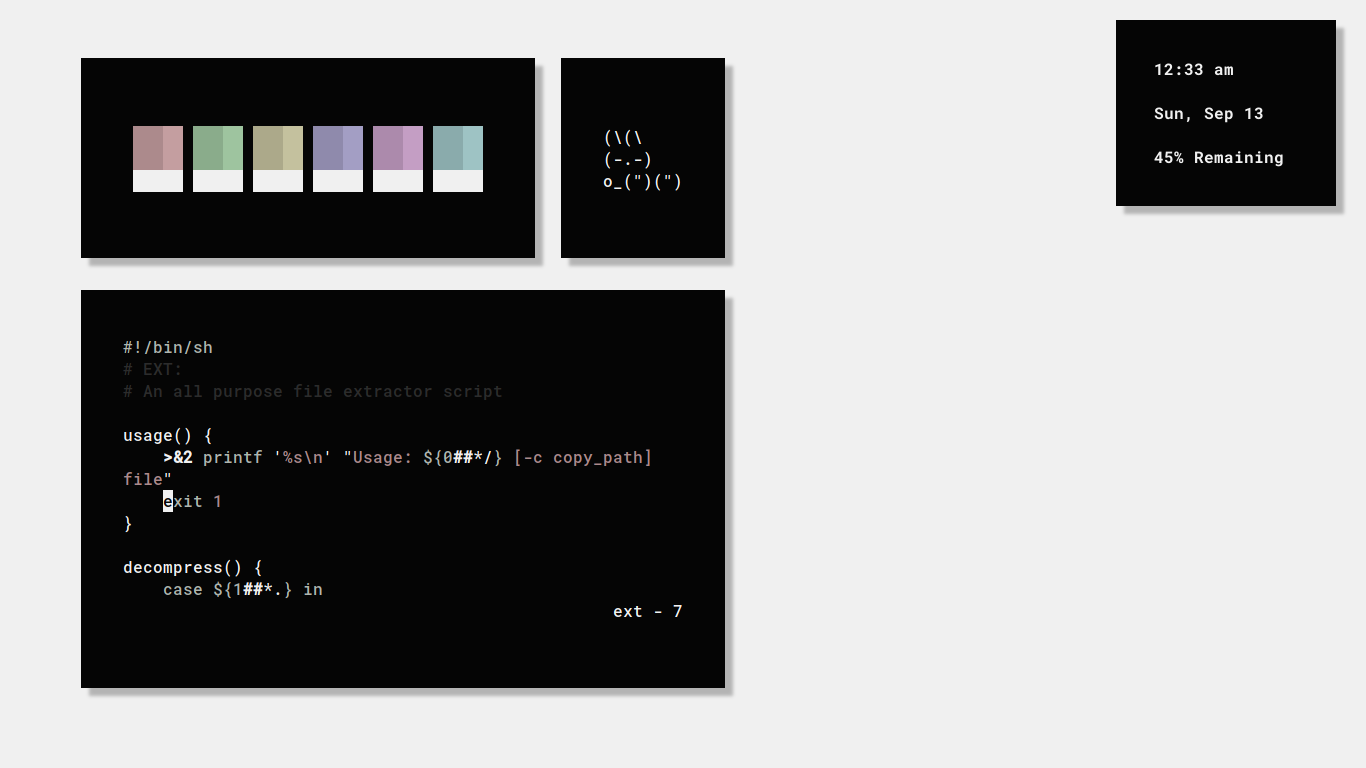 (\(\
(-.-)
o_(")(")
12:33 am
Sun, Sep 13
45% Remaining
#!/bin/sh
# EXT:
# An all purpose file extractor script
usage() {
    >&2 printf '%s\n' "Usage: ${0##*/} [-c copy_path]
file"
    exit 1
}
decompress() {
    case ${1##*.} in
ext - 7